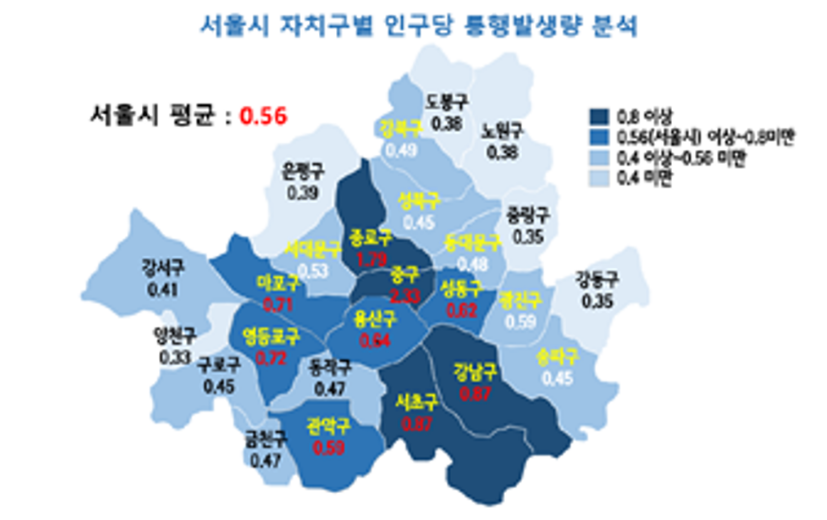 서울시 자치구별 인구당 통행발생량 분석
서울시 평균 : 0.56
0.8 이상
0.56(서울시) 이상~0.8미만
0.4 이상~0.56 미만
0.4 미만
도봉구
0.38
강북구
0.49
노원구
0.38
은평구
0.39
성북구
0.45
중랑구
0.35
종로구
1.79
서대문구
0.53
동대문구
0.48
강서구
0.41
마포구
0.71
중구
2.33
성동구
0.62
광진구
0.59
강동구
0.35
양천구
0.33
영등포구
0.72
용산구
0.64
구로구
0.45
동작구
0.47
강남구
0.87
송파구
0.45
서초구
0.87
관악구
0.59
금천구
0.47